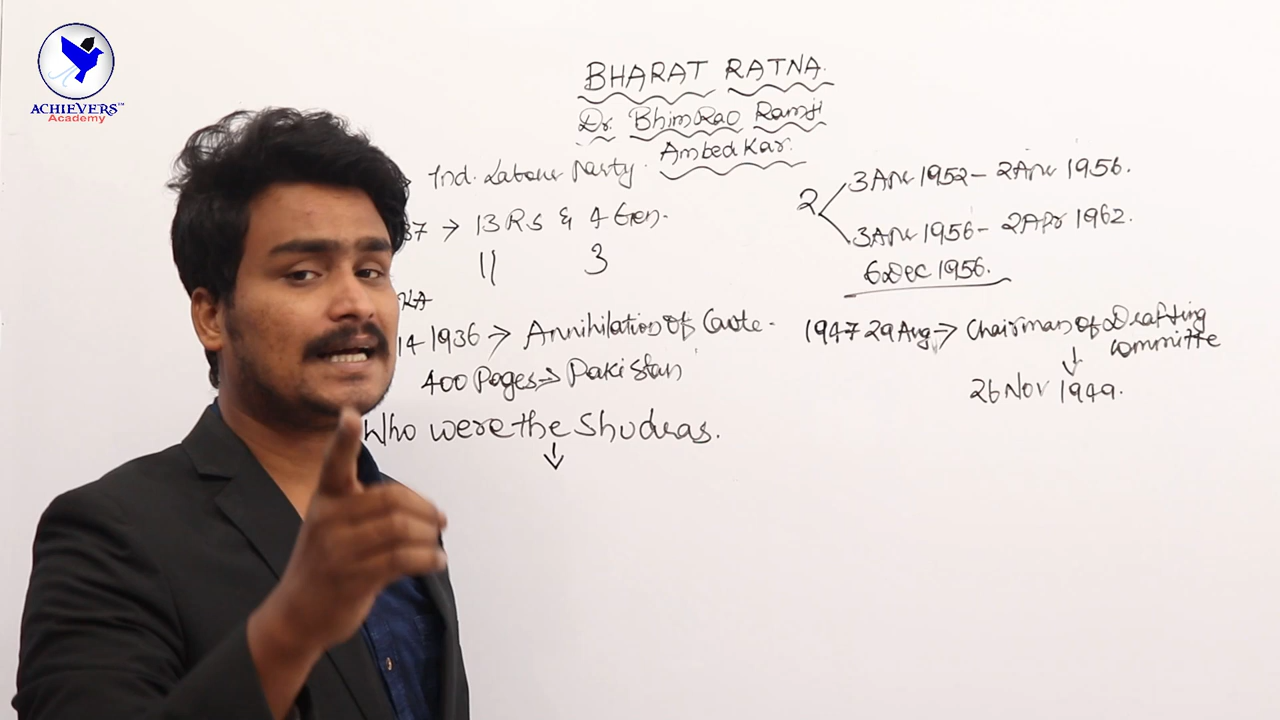 ACHIEVERS™
Academy
BHARAT RATNA.
Dr. BhimRao Ramji
Ambedkar.
Ind. Labour Party.
37 → 13 R.S & 4 Gen.
11 3
KA
14 1936 → Annihilation Of Caste -
400 Pages → Pakistan
Who were the Shudras.
↓
2
3 Apr 1952 - 2 Apr 1956.
3 Apr 1956 - 2 Apr 1962.
6 Dec 1956.
1947 29 Aug → Chairman Of Drafting
Committe
↓
26 Nov 1949.